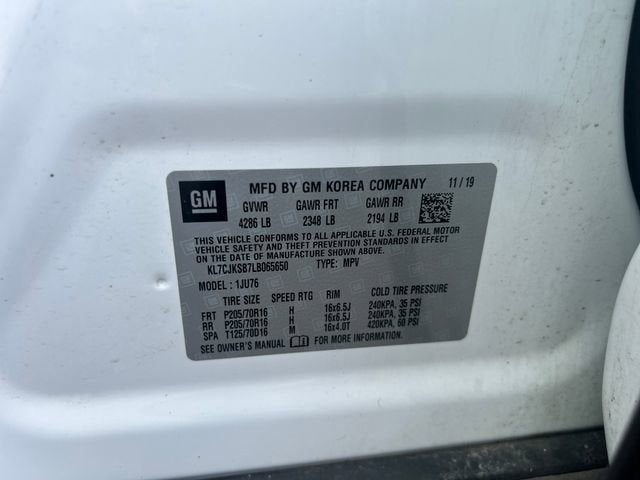 GM
MFD BY GM KOREA COMPANY 11/19
GVWR GAWR FRT GAWR RR
4286 LB 2348 LB 2194 LB
THIS VEHICLE CONFORMS TO ALL APPLICABLE U.S. FEDERAL MOTOR
VEHICLE SAFETY, BUMPER, AND THEFT PREVENTION STANDARDS IN
EFFECT ON THE DATE OF MANUFACTURE SHOWN ABOVE.
KL7CJKSB7LB065650 TYPE: MPV
MODEL: 1JU76
TIRE SIZE SPEED RTG RIM COLD TIRE PRESSURE
FRT P205/70R16 H 16x6.5J 240KPA, 35 PSI
RR P205/70R16 H 16x6.5J 240KPA, 35 PSI
SPA T125/70D16 M 16x4.0T 420KPA, 60 PSI
SEE OWNER'S MANUAL FOR MORE INFORMATION.